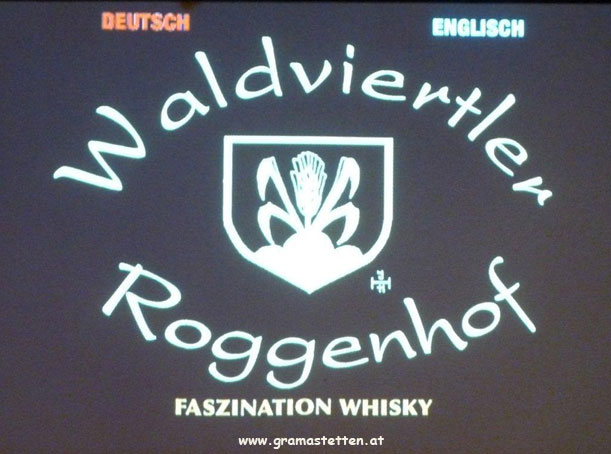 DEUTSCH
ENGLISCH
Waldviertler
Roggenhof
FASZINATION WHISKY
www.gramastetten.at